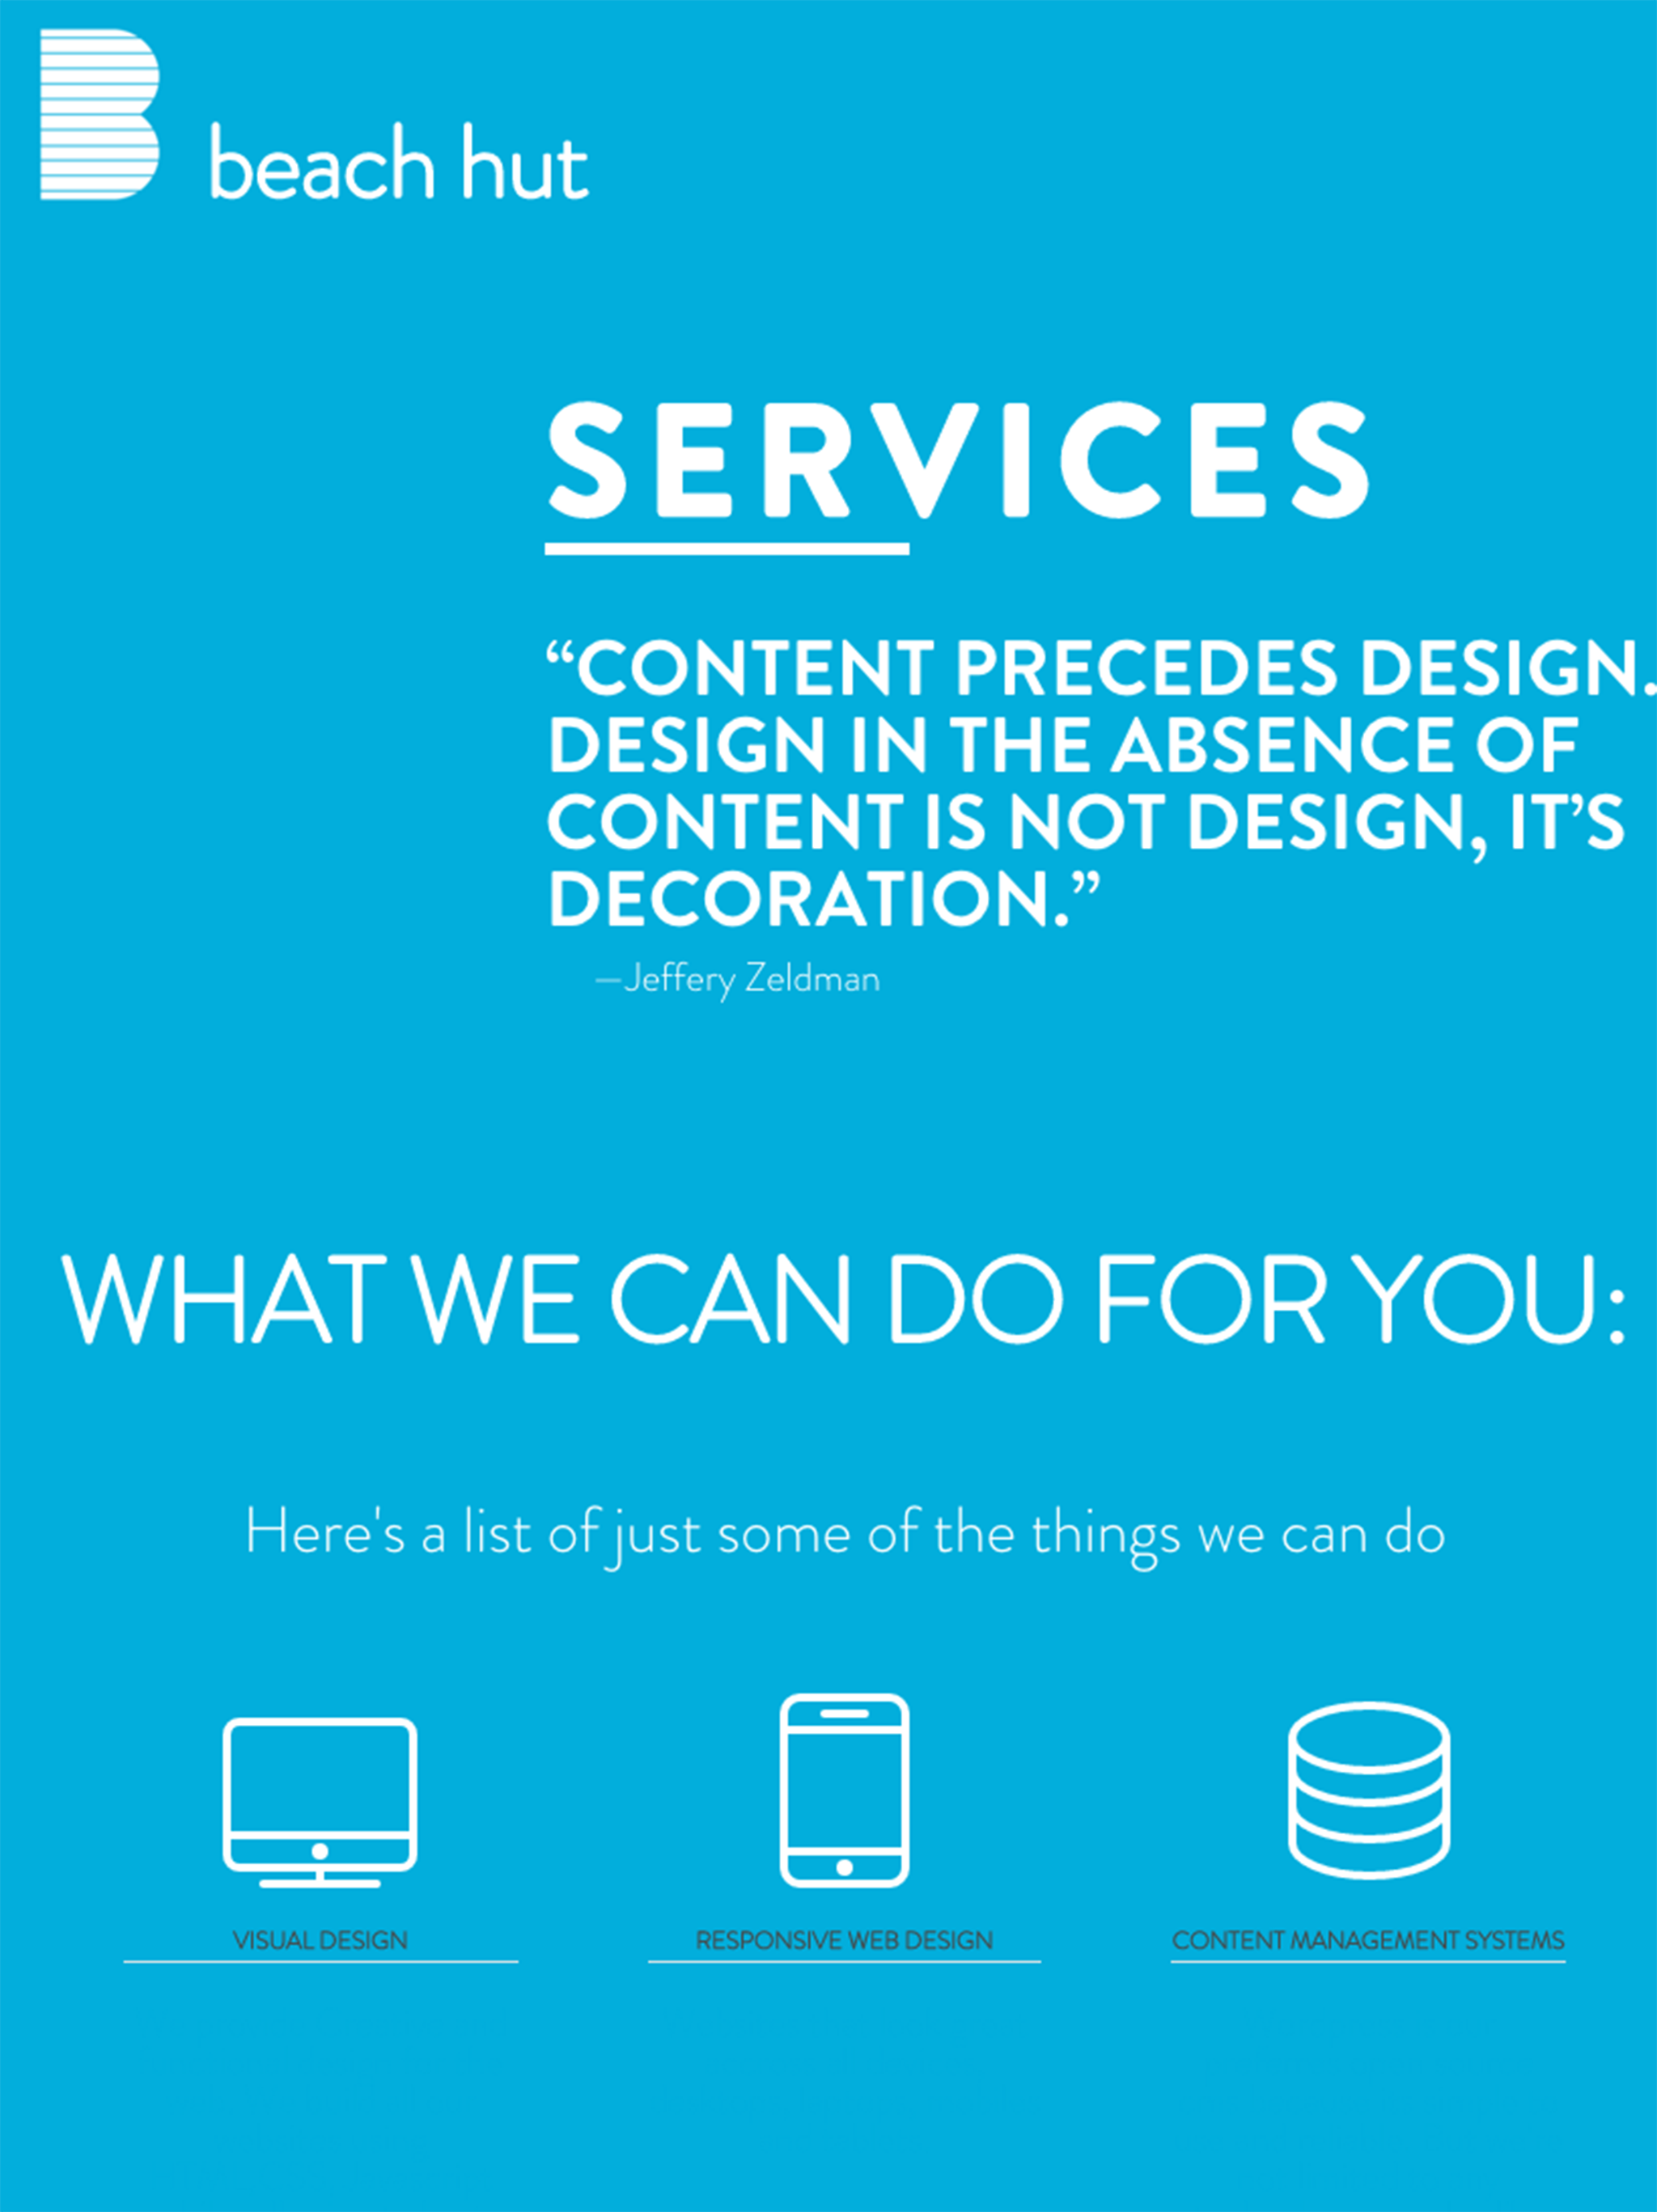 B
beach hut
SERVICES
“CONTENT PRECEDES DESIGN.
DESIGN IN THE ABSENCE OF
CONTENT IS NOT DESIGN, IT’S
DECORATION.”
—Jeffery Zeldman
WHAT WE CAN DO FOR YOU:
Here's a list of just some of the things we can do
VISUAL DESIGN
RESPONSIVE WEB DESIGN
CONTENT MANAGEMENT SYSTEMS